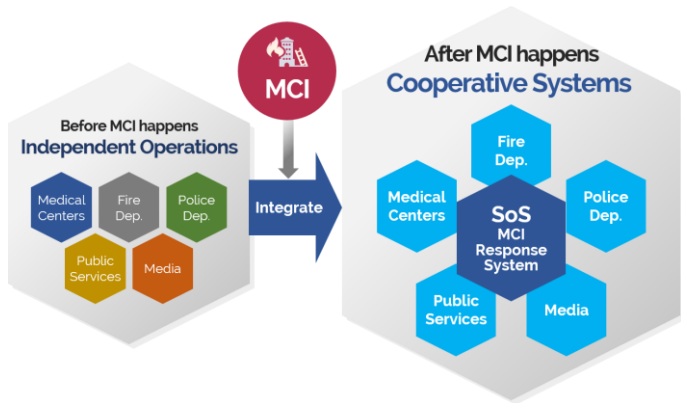 Before MCI happens
Independent Operations
Medical
Centers
Fire
Dep.
Police
Dep.
Public
Services
Media
MCI
Integrate
After MCI happens
Cooperative Systems
Fire
Dep.
Medical
Centers
Police
Dep.
SoS
MCI
Response
System
Public
Services
Media